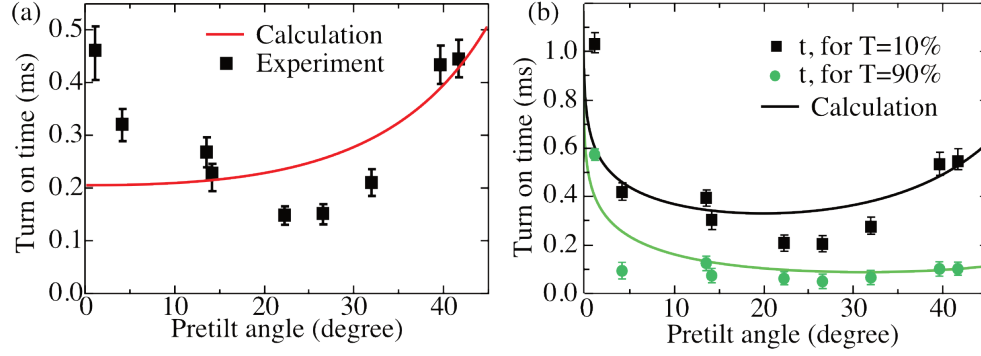 (a)
Turn on time (ms)
0.5
0.4
0.3
0.2
0.1
0.0
Calculation
Experiment
0
10
20
30
40
Pretilt angle (degree)
(b)
Turn on time (ms)
1.0
0.8
0.6
0.4
0.2
0.0
t, for T=10%
t, for T=90%
Calculation
10
20
30
40
Pretilt angle (degree)